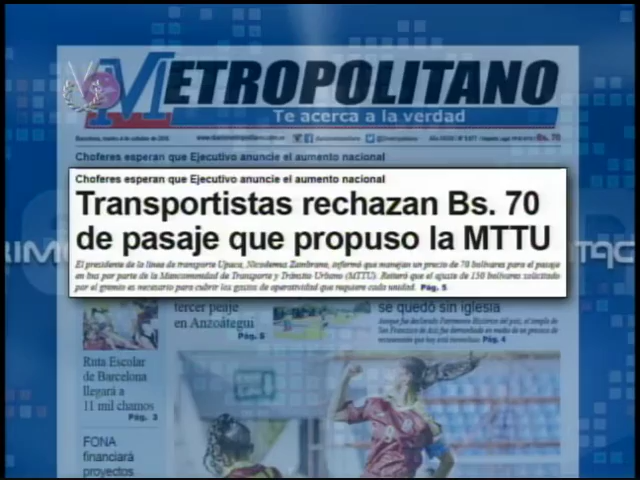 METROPOLITANO
Te acerca a la verdad
Bs. 70
Choferes esperan que Ejecutivo anuncie el aumento nacional
Choferes esperan que Ejecutivo anuncie el aumento nacional
Transportistas rechazan Bs. 70
de pasaje que propuso la MTTU
El presidente de la línea de transporte Upaca, Nicodemus Zambrano, informó que manejan un precio de 70 bolívares para el pasaje
en bus por parte de la Mancomunidad de Transporte y Tránsito Urbano (MTTU). Reiteró que el ajuste de 150 bolívares solicitado
por el gremio es necesario para cubrir los gastos de operatividad que requiere cada unidad. Pág. 5
tercer peaje
en Anzoátegui
Pág. 5
se quedó sin iglesia
Pág. 4
Ruta Escolar
de Barcelona
llegará a
11 mil chamos
Pág. 3
FONA
financiará
proyectos